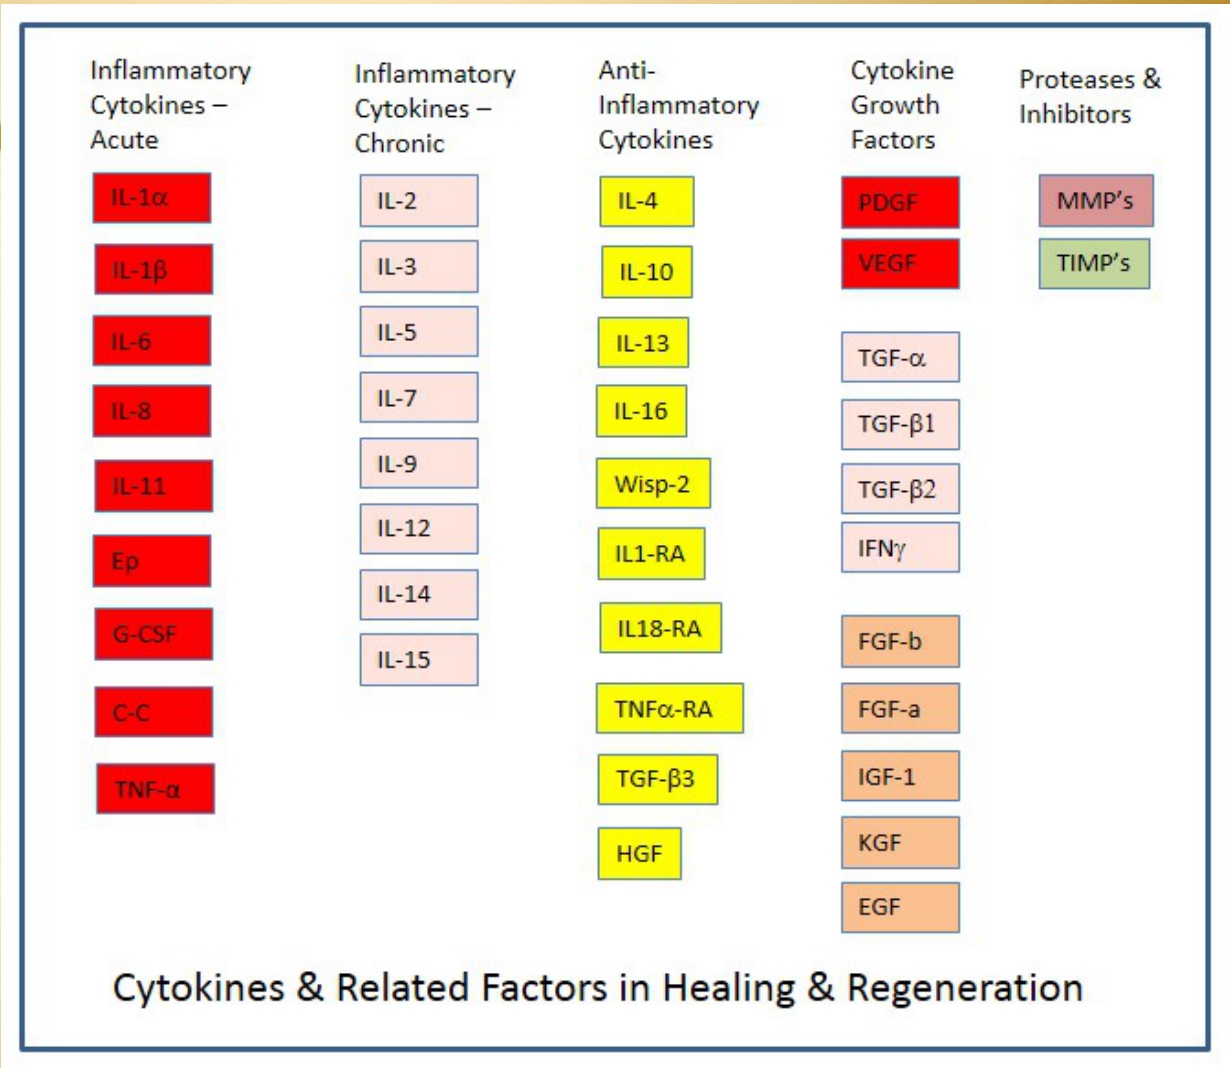 Inflammatory
Cytokines –
Acute
IL-1α
IL-1β
IL-6
IL-8
IL-11
Ep
G-CSF
C-C
TNF-α
Inflammatory
Cytokines –
Chronic
IL-2
IL-3
IL-5
IL-7
IL-9
IL-12
IL-14
IL-15
Anti-
Inflammatory
Cytokines
IL-4
IL-10
IL-13
IL-16
Wisp-2
IL1-RA
IL18-RA
TNFα-RA
TGF-β3
HGF
Cytokine
Growth
Factors
PDGF
VEGF
TGF-α
TGF-β1
TGF-β2
IFNγ
FGF-b
FGF-a
IGF-1
KGF
EGF
Proteases &
Inhibitors
MMP's
TIMP's
Cytokines & Related Factors in Healing & Regeneration